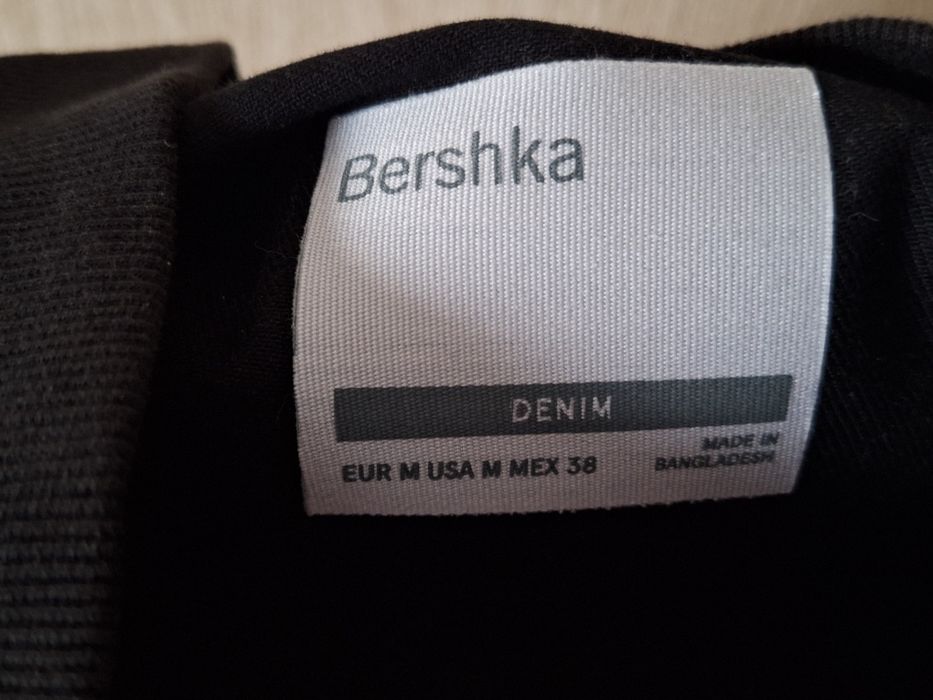 Bershka
DENIM
EUR M USA M MEX 38
MADE IN
BANGLADESH